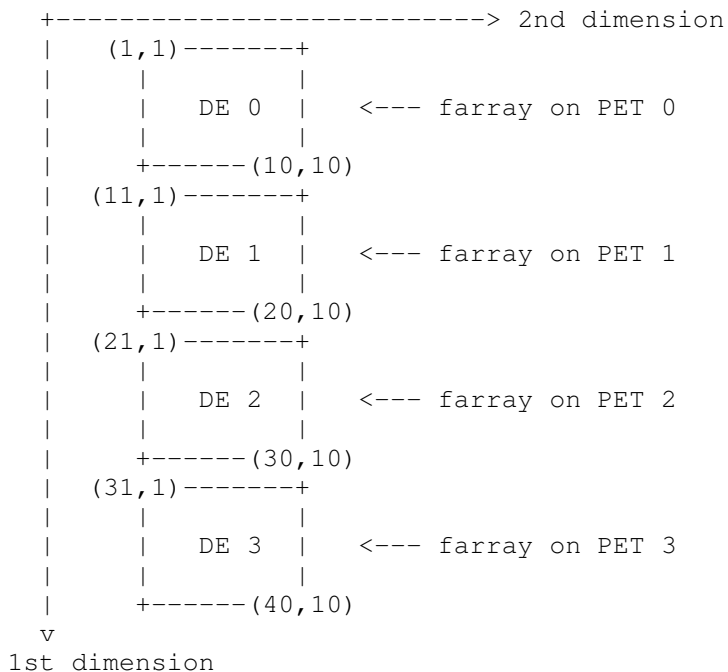 +---------------------------> 2nd dimension
|    (1,1)-------+
|      |         |
|      |   DE 0  |   <--- farray on PET 0
|      |         |
|      +------(10,10)
|   (11,1)-------+
|      |         |
|      |   DE 1  |   <--- farray on PET 1
|      |         |
|      +------(20,10)
|   (21,1)-------+
|      |         |
|      |   DE 2  |   <--- farray on PET 2
|      |         |
|      +------(30,10)
|   (31,1)-------+
|      |         |
|      |   DE 3  |   <--- farray on PET 3
|      |         |
|      +------(40,10)
v
1st dimension